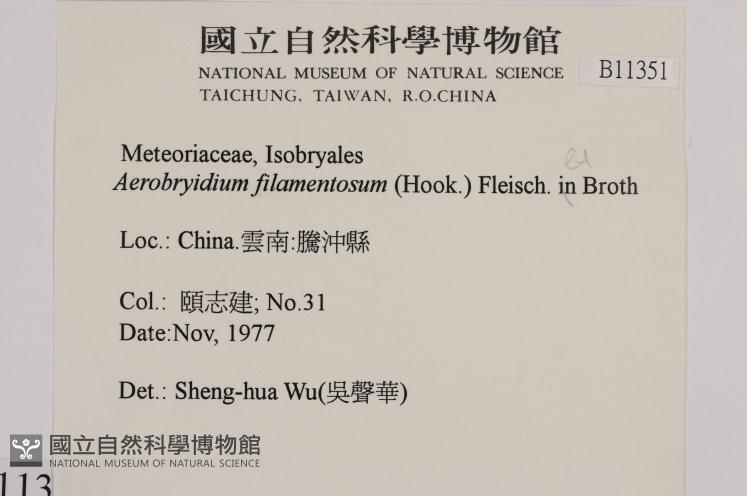 國立自然科學博物館
NATIONAL MUSEUM OF NATURAL SCIENCE
TAICHUNG, TAIWAN, R.O.CHINA
B11351
Meteoriaceae, Isobryales
et
Aerobryidium filamentosum (Hook.) Fleisch. in Broth
Loc.: China.雲南:騰沖縣
Col.: 頤志建; No.31
Date:Nov, 1977
Det.: Sheng-hua Wu(吳聲華)
國立自然科學博物館
NATIONAL MUSEUM OF NATURAL SCIENCE
113